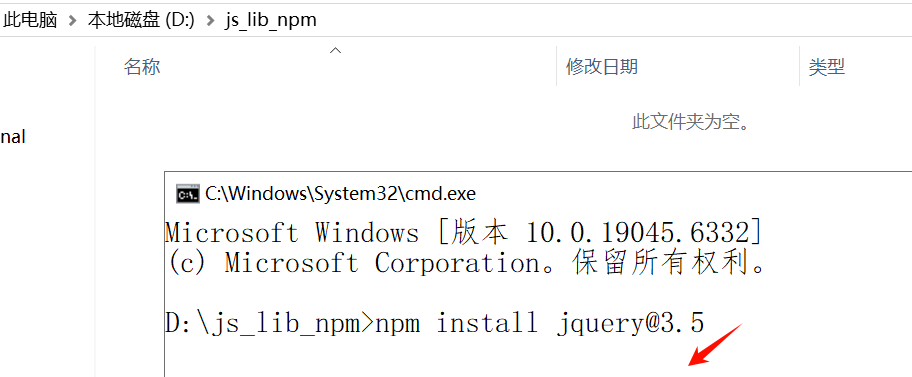 此电脑 > 本地磁盘 (D:) > js_lib_npm
名称 修改日期 类型
此文件夹为空。
nal
C:\Windows\System32\cmd.exe
Microsoft Windows [版本 10.0.19045.6332]
(c) Microsoft Corporation。保留所有权利。
D:\js_lib_npm>npm install jquery@3.5